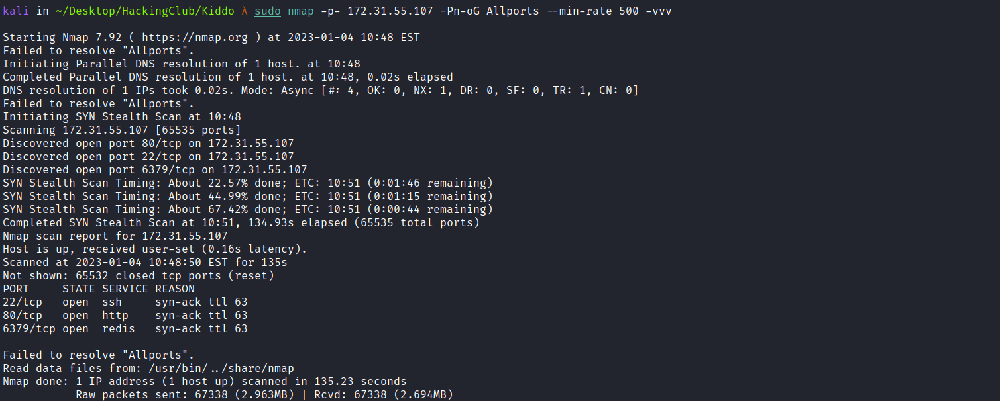 kali in ~/Desktop/HackingClub/Kiddo λ sudo nmap -p- 172.31.55.107 -Pn-oG Allports --min-rate 500 -vvv
Starting Nmap 7.92 ( https://nmap.org ) at 2023-01-04 10:48 EST
Failed to resolve "Allports".
Initiating Parallel DNS resolution of 1 host. at 10:48
Completed Parallel DNS resolution of 1 host. at 10:48, 0.02s elapsed
DNS resolution of 1 IPs took 0.02s. Mode: Async [#: 4, OK: 0, NX: 1, DR: 0, SF: 0, TR: 1, CN: 0]
Failed to resolve "Allports".
Initiating SYN Stealth Scan at 10:48
Scanning 172.31.55.107 [65535 ports]
Discovered open port 80/tcp on 172.31.55.107
Discovered open port 22/tcp on 172.31.55.107
Discovered open port 6379/tcp on 172.31.55.107
SYN Stealth Scan Timing: About 22.57% done; ETC: 10:51 (0:01:46 remaining)
SYN Stealth Scan Timing: About 44.99% done; ETC: 10:51 (0:01:15 remaining)
SYN Stealth Scan Timing: About 67.42% done; ETC: 10:51 (0:00:44 remaining)
Completed SYN Stealth Scan at 10:51, 134.93s elapsed (65535 total ports)
Nmap scan report for 172.31.55.107
Host is up, received user-set (0.16s latency).
Scanned at 2023-01-04 10:48:50 EST for 135s
Not shown: 65532 closed tcp ports (reset)
PORT     STATE SERVICE REASON
22/tcp   open  ssh     syn-ack ttl 63
80/tcp   open  http    syn-ack ttl 63
6379/tcp open  redis   syn-ack ttl 63
Failed to resolve "Allports".
Read data files from: /usr/bin/../share/nmap
Nmap done: 1 IP address (1 host up) scanned in 135.23 seconds
Raw packets sent: 67338 (2.963MB) | Rcvd: 67338 (2.694MB)